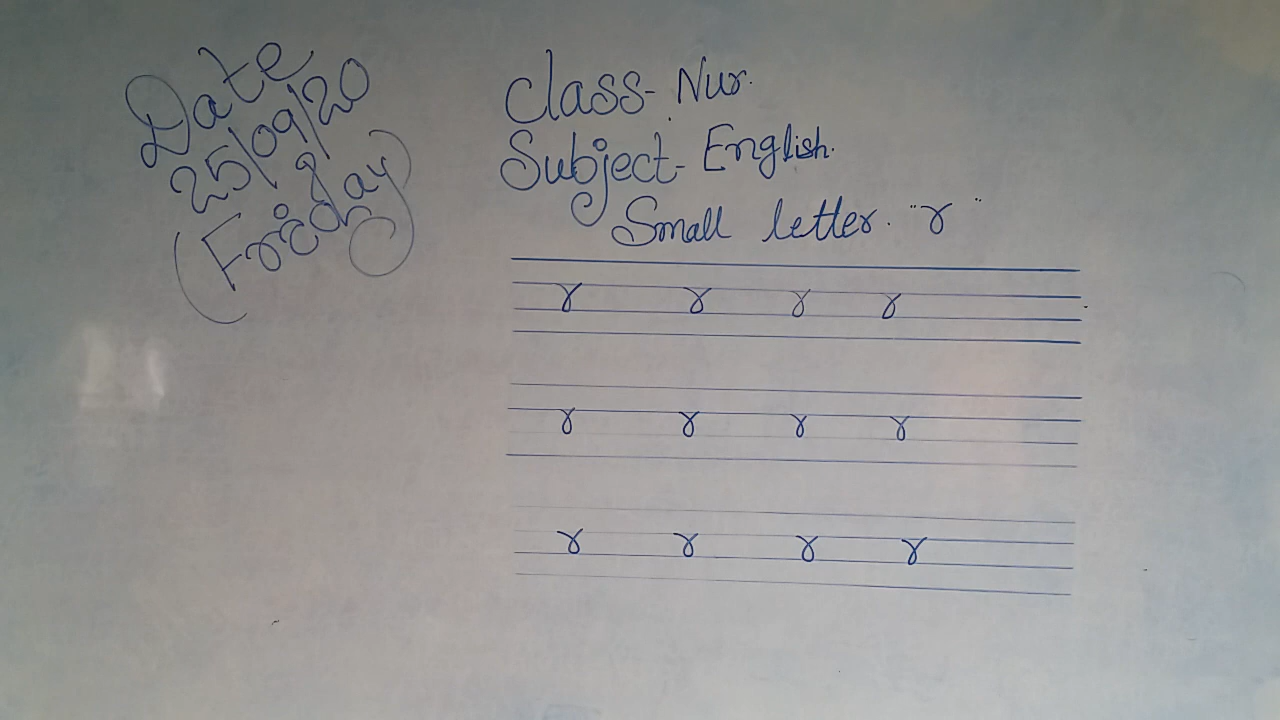 Date
25/09/20
(Friday)
Class- Nur.
Subject- English.
Small letter. "r"
r r r r
r r r r
r r r r